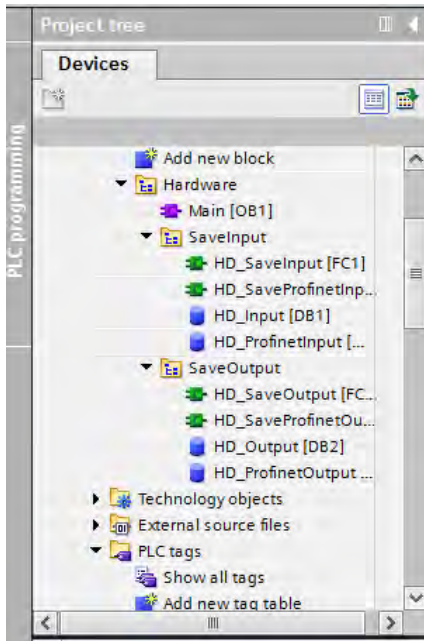 Project tree
Devices
PLC programming
Add new block
Hardware
Main [OB1]
SaveInput
HD_SaveInput [FC1]
HD_SaveProfinetInp...
HD_Input [DB1]
HD_ProfinetInput [...
SaveOutput
HD_SaveOutput [FC...
HD_SaveProfinetOu...
HD_Output [DB2]
HD_ProfinetOutput ...
Technology objects
External source files
PLC tags
Show all tags
Add new tag table